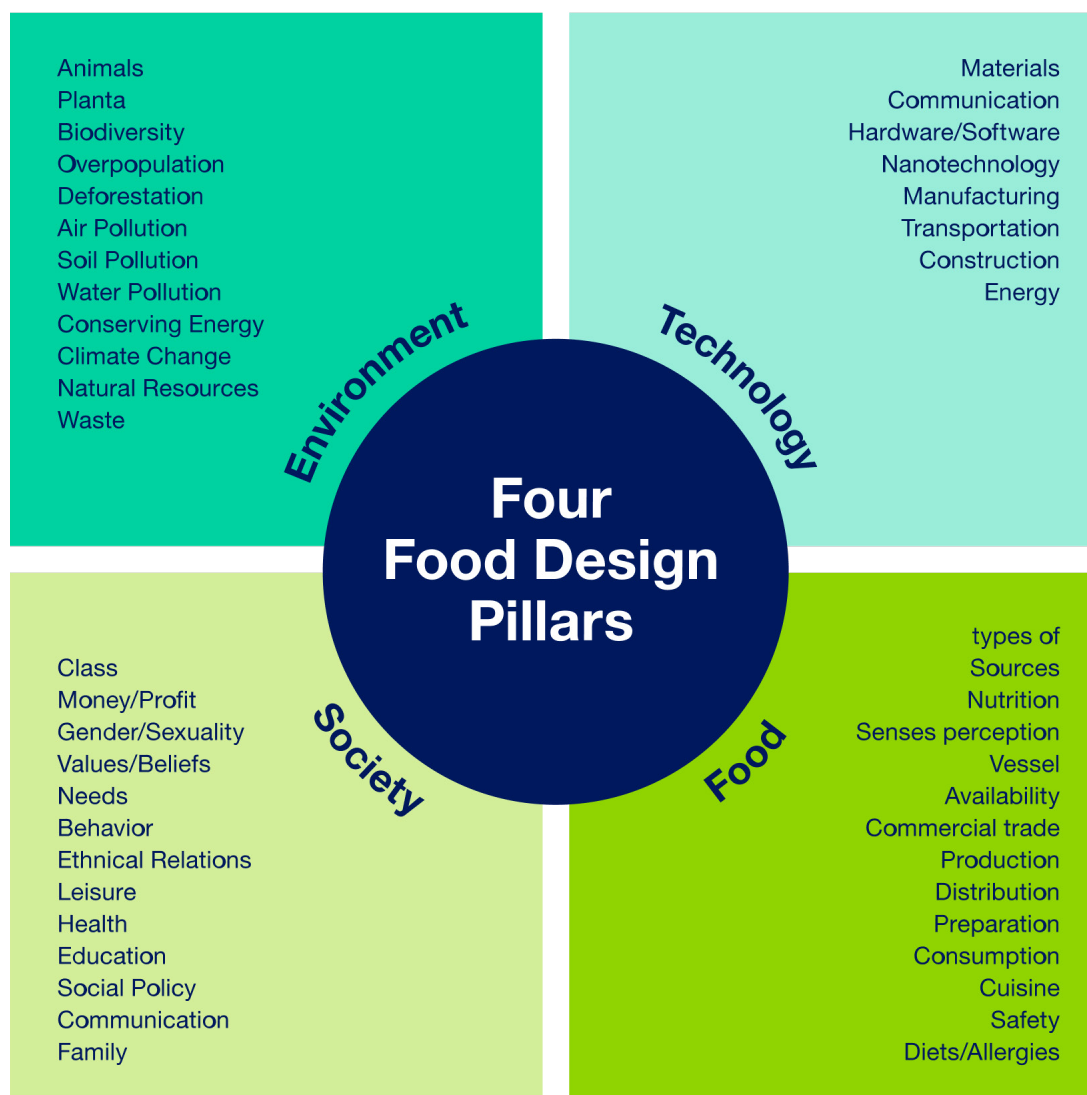 Animals
Planta
Biodiversity
Overpopulation
Deforestation
Air Pollution
Soil Pollution
Water Pollution
Conserving Energy
Climate Change
Natural Resources
Waste
Environment
Materials
Communication
Hardware/Software
Nanotechnology
Manufacturing
Transportation
Construction
Energy
Technology
Four
Food Design
Pillars
Class
Money/Profit
Gender/Sexuality
Values/Beliefs
Needs
Behavior
Ethnical Relations
Leisure
Health
Education
Social Policy
Communication
Family
Society
types of
Sources
Nutrition
Senses perception
Vessel
Availability
Commercial trade
Production
Distribution
Preparation
Consumption
Cuisine
Safety
Diets/Allergies
Food